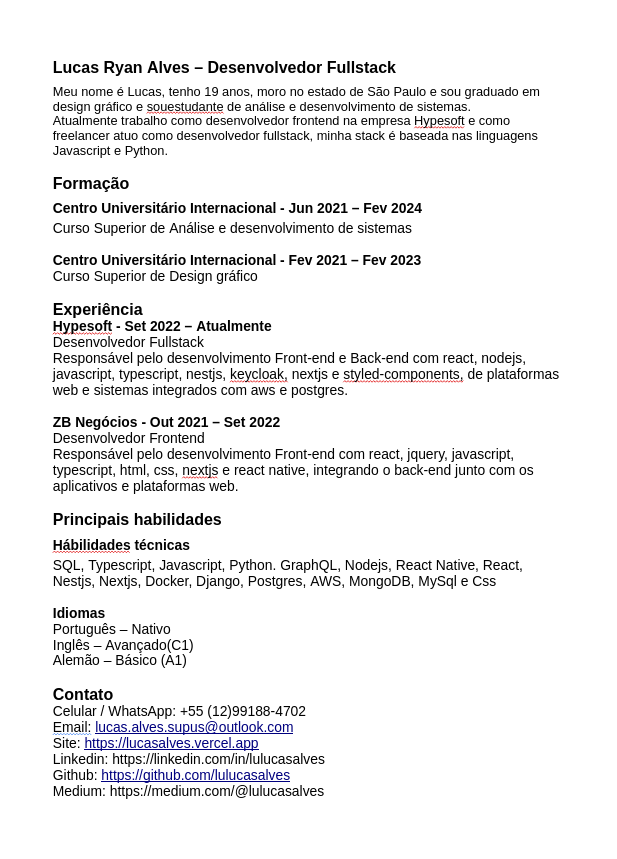 Lucas Ryan Alves – Desenvolvedor Fullstack
Meu nome é Lucas, tenho 19 anos, moro no estado de São Paulo e sou graduado em
design gráfico e souestudante de análise e desenvolvimento de sistemas.
Atualmente trabalho como desenvolvedor frontend na empresa Hypesoft e como
freelancer atuo como desenvolvedor fullstack, minha stack é baseada nas linguagens
Javascript e Python.
Formação
Centro Universitário Internacional - Jun 2021 – Fev 2024
Curso Superior de Análise e desenvolvimento de sistemas
Centro Universitário Internacional - Fev 2021 – Fev 2023
Curso Superior de Design gráfico
Experiência
Hypesoft - Set 2022 – Atualmente
Desenvolvedor Fullstack
Responsável pelo desenvolvimento Front-end e Back-end com react, nodejs,
javascript, typescript, nestjs, keycloak, nextjs e styled-components, de plataformas
web e sistemas integrados com aws e postgres.
ZB Negócios - Out 2021 – Set 2022
Desenvolvedor Frontend
Responsável pelo desenvolvimento Front-end com react, jquery, javascript,
typescript, html, css, nextjs e react native, integrando o back-end junto com os
aplicativos e plataformas web.
Principais habilidades
Hábilidades técnicas
SQL, Typescript, Javascript, Python. GraphQL, Nodejs, React Native, React,
Nestjs, Nextjs, Docker, Django, Postgres, AWS, MongoDB, MySql e Css
Idiomas
Português – Nativo
Inglês – Avançado(C1)
Alemão – Básico (A1)
Contato
Celular / WhatsApp: +55 (12)99188-4702
Email: lucas.alves.supus@outlook.com
Site: https://lucasalves.vercel.app
Linkedin: https://linkedin.com/in/lulucasalves
Github: https://github.com/lulucasalves
Medium: https://medium.com/@lulucasalves